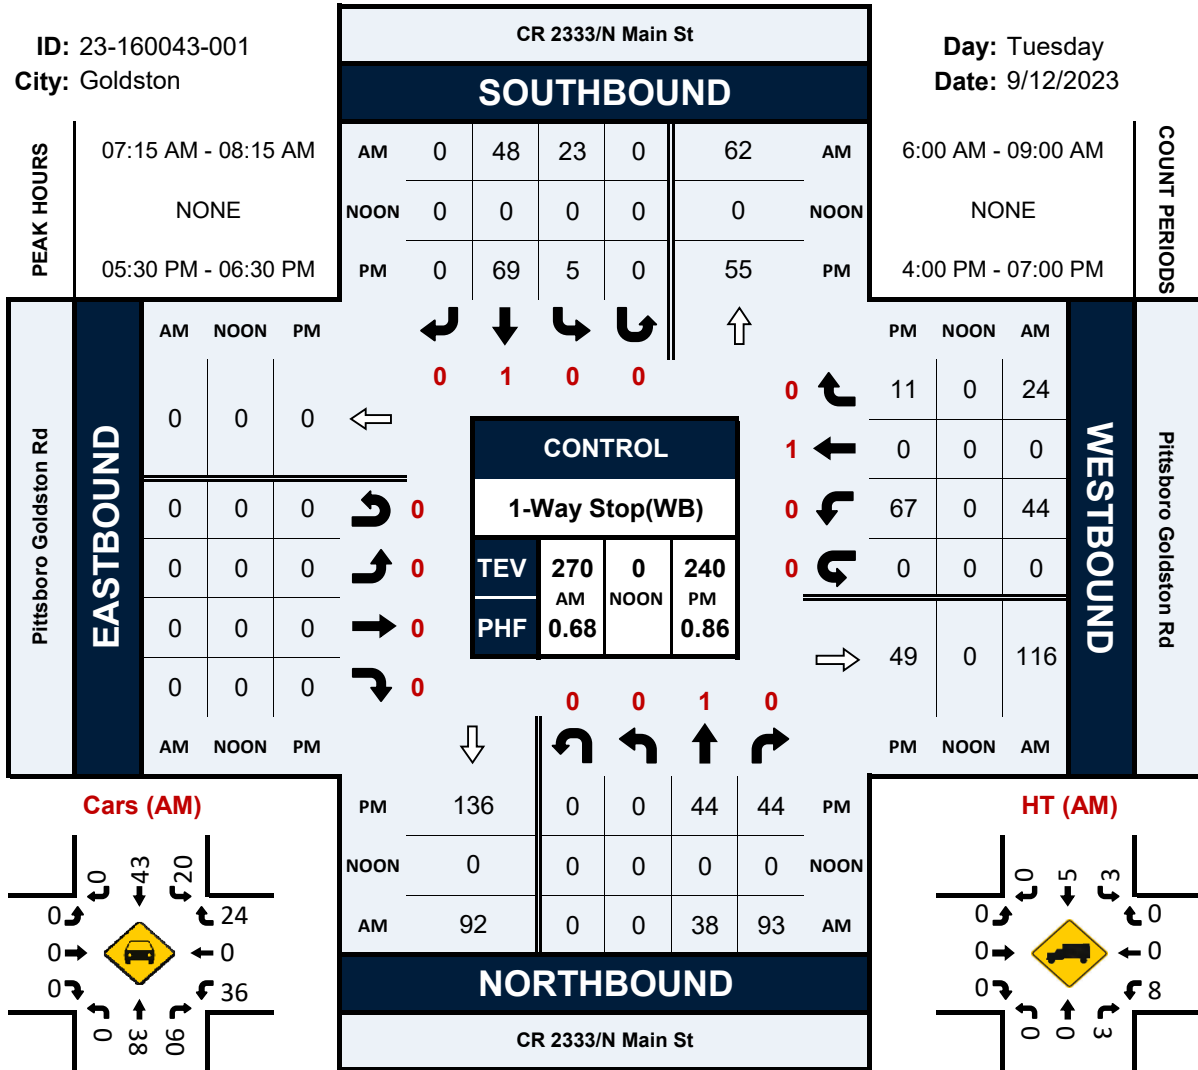 CR 2333/N Main St
ID: 23-160043-001
Day: Tuesday
City: Goldston
Date: 9/12/2023
SOUTHBOUND
PEAK HOURS
07:15 AM - 08:15 AM
NONE
05:30 PM - 06:30 PM
AM 0 48 23 0 62 AM
NOON 0 0 0 0 0 NOON
PM 0 69 5 0 55 PM
6:00 AM - 09:00 AM
NONE
4:00 PM - 07:00 PM
COUNT PERIODS
0 1 0 0
Pittsboro Goldston Rd
EASTBOUND
AM NOON PM
0 0 0
0 0 0 0
0 0 0 0
0 0 0 0
0 0 0 0
AM NOON PM
CONTROL
1-Way Stop(WB)
TEV 270 0 240
AM NOON PM
PHF 0.68 0.86
PM NOON AM
0 11 0 24
1 0 0 0
0 67 0 44
0 0 0 0
49 0 116
PM NOON AM
WESTBOUND
Pittsboro Goldston Rd
0 0 1 0
PM 136 0 0 44 44 PM
NOON 0 0 0 0 0 NOON
AM 92 0 0 38 93 AM
NORTHBOUND
CR 2333/N Main St
Cars (AM)
0 43 20
0 24
0 0
0 36
0 38 90
HT (AM)
0 5 3
0 0
0 0
0 8
0 0 3